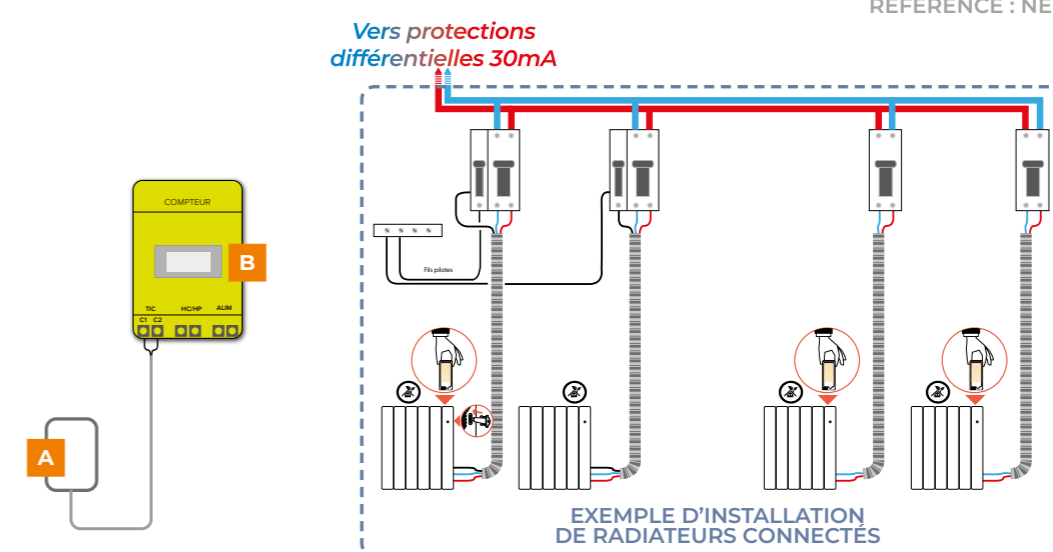 RÉFÉRENCE : NE
Vers protections
différentielles 30mA
COMPTEUR
B
TIC HC/HP ALIM
C1 C2
Fils pilotes
A
EXEMPLE D'INSTALLATION
DE RADIATEURS CONNECTÉS